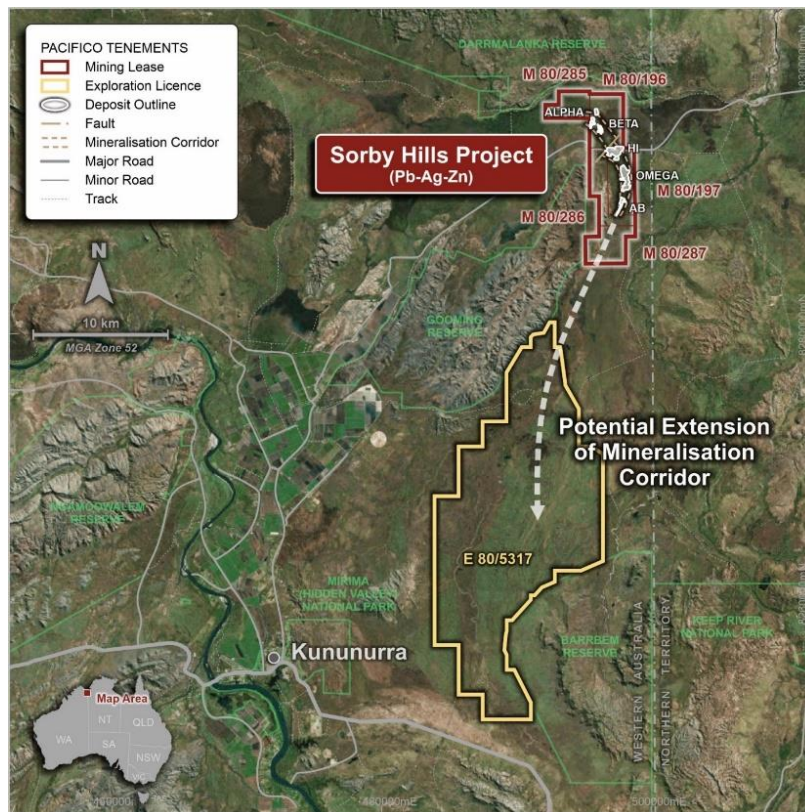 PACIFICO TENEMENTS
Mining Lease
Exploration Licence
Deposit Outline
Fault
Mineralisation Corridor
Major Road
Minor Road
Track
DARRMALANKA RESERVE
M 80/285
M 80/196
ALPHA
BETA
Sorby Hills Project
(Pb-Ag-Zn)
HI
OMEGA
M 80/197
AB
M 80/286
M 80/287
N
10 km
MGA Zone 52
GOOMIG
RESERVE
Potential Extension
of Mineralisation
Corridor
RESERVE
E 80/5317
MIRIMA
(HIDDEN VALLEY)
NATIONAL PARK
KEEP RIVER
NATIONAL PARK
BARRBEM
RESERVE
Kununurra
WESTERN AUSTRALIA
NORTHERN TERRITORY
Map Area
WA
NT
QLD
SA
NSW
VIC
480000mE
500000mE